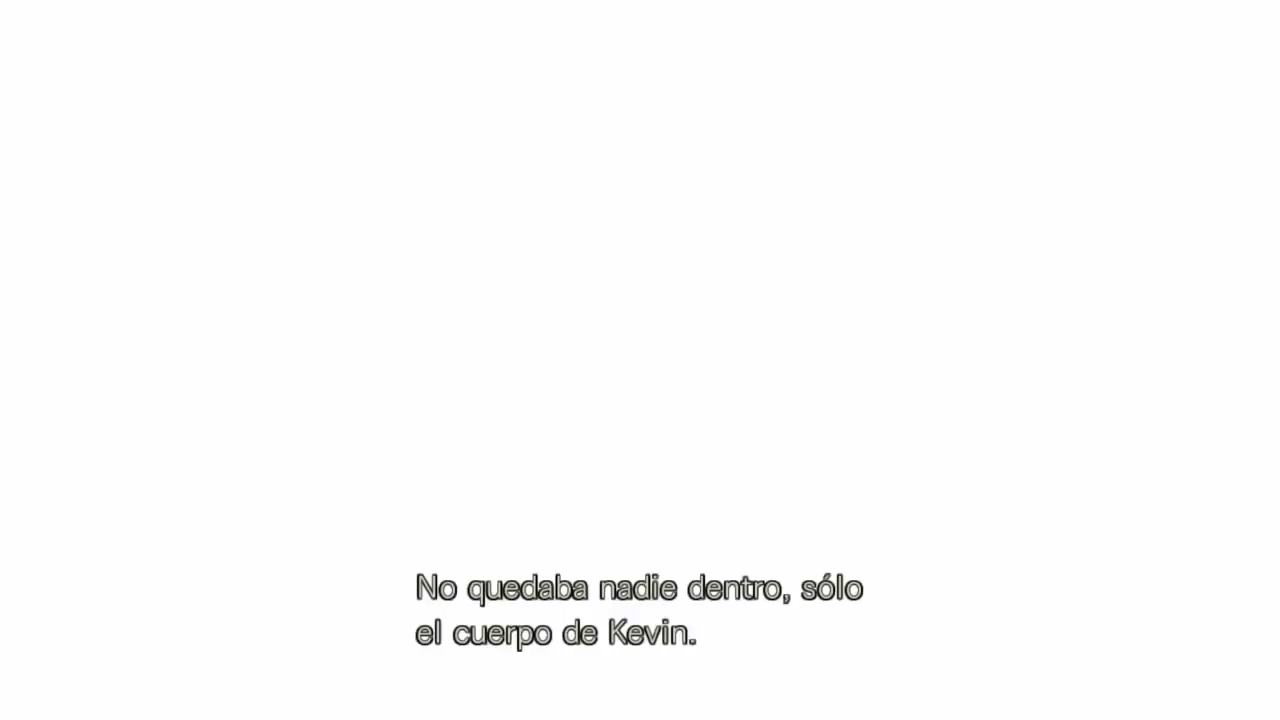 No quedaba nadie dentro, sólo
el cuerpo de Kevin.